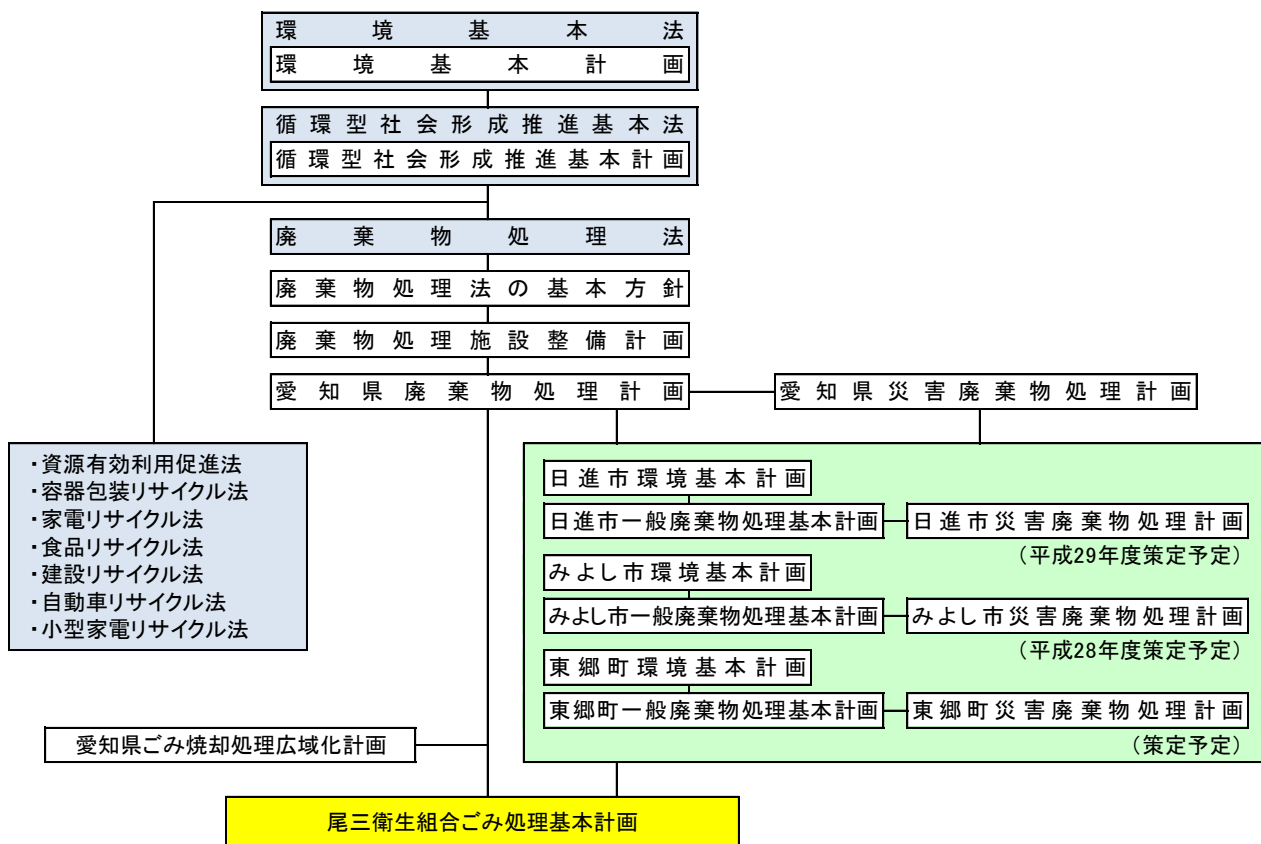 環境基本法
環境基本計画
循環型社会形成推進基本法
循環型社会形成推進基本計画
廃棄物処理法
廃棄物処理法の基本方針
廃棄物処理施設整備計画
愛知県廃棄物処理計画
愛知県災害廃棄物処理計画
・資源有効利用促進法
・容器包装リサイクル法
・家電リサイクル法
・食品リサイクル法
・建設リサイクル法
・自動車リサイクル法
・小型家電リサイクル法
日進市環境基本計画
日進市一般廃棄物処理基本計画
日進市災害廃棄物処理計画
（平成29年度策定予定）
みよし市環境基本計画
みよし市一般廃棄物処理基本計画
みよし市災害廃棄物処理計画
（平成28年度策定予定）
東郷町環境基本計画
東郷町一般廃棄物処理基本計画
東郷町災害廃棄物処理計画
（策定予定）
愛知県ごみ焼却処理広域化計画
尾三衛生組合ごみ処理基本計画